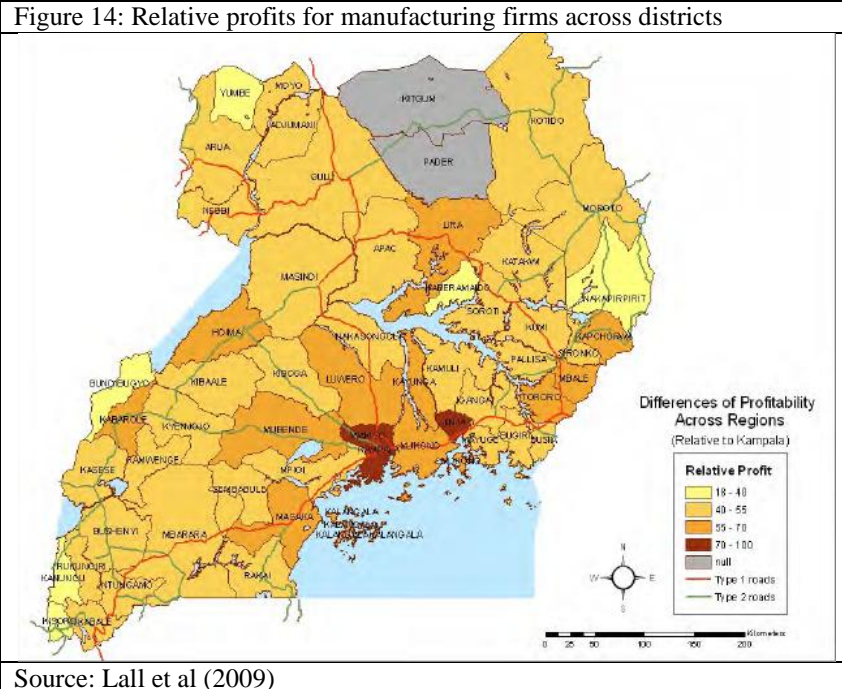 Figure 14: Relative profits for manufacturing firms across districts
YUMBE
MOYO
ADJUMANI
ARUA
KITGUM
KOTIDO
GULU
PADER
NEBBI
MOROTO
LIRA
APAC
KATAKWI
MASINDI
KABERAMAIDO
NAKAPIRIPIRIT
SOROTI
HOIMA
NAKASONGOLA
KUMI
KAPCHORWA
SIRONKO
KAMULI
PALLISA
BUNDIBUGYO
KIBAALE
KIBOGA
LUWERO
KAYUNGA
MBALE
IGANGA
TORORO
KABAROLE
KYENJOJO
MUBENDE
MUKONO
MAYUGE
BUGIRI
BUSIA
KASESE
KAMWENGE
MPIGI
SEMBABULE
MASAKA
KALANGALA
KALANGALA
BUSHENYI
MBARARA
RUKUNGIRI
KANUNGU
NTUNGAMO
RAKAI
KISORO
KABALE
Differences of Profitability
Across Regions
(Relative to Kampala)
Relative Profit
18 - 40
40 - 55
55 - 70
70 - 100
null
Type 1 roads
Type 2 roads
N
W
E
S
Kilometers
0 25 50 100 150 200
Source: Lall et al (2009)